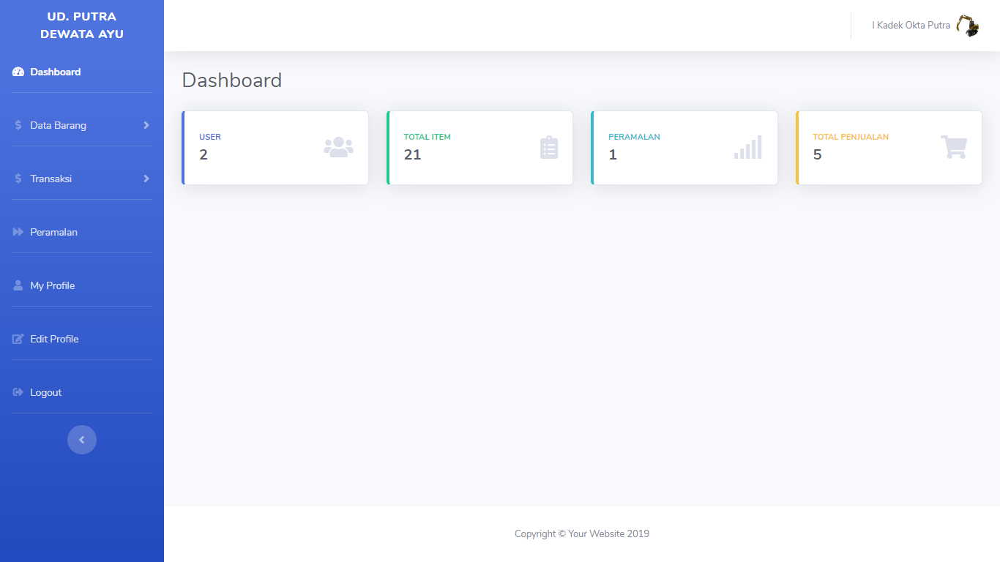 UD. PUTRA
DEWATA AYU
Dashboard
Data Barang
Transaksi
Peramalan
My Profile
Edit Profile
Logout
I Kadek Okta Putra
Dashboard
USER
2
TOTAL ITEM
21
PERAMALAN
1
TOTAL PENJUALAN
5
Copyright © Your Website 2019